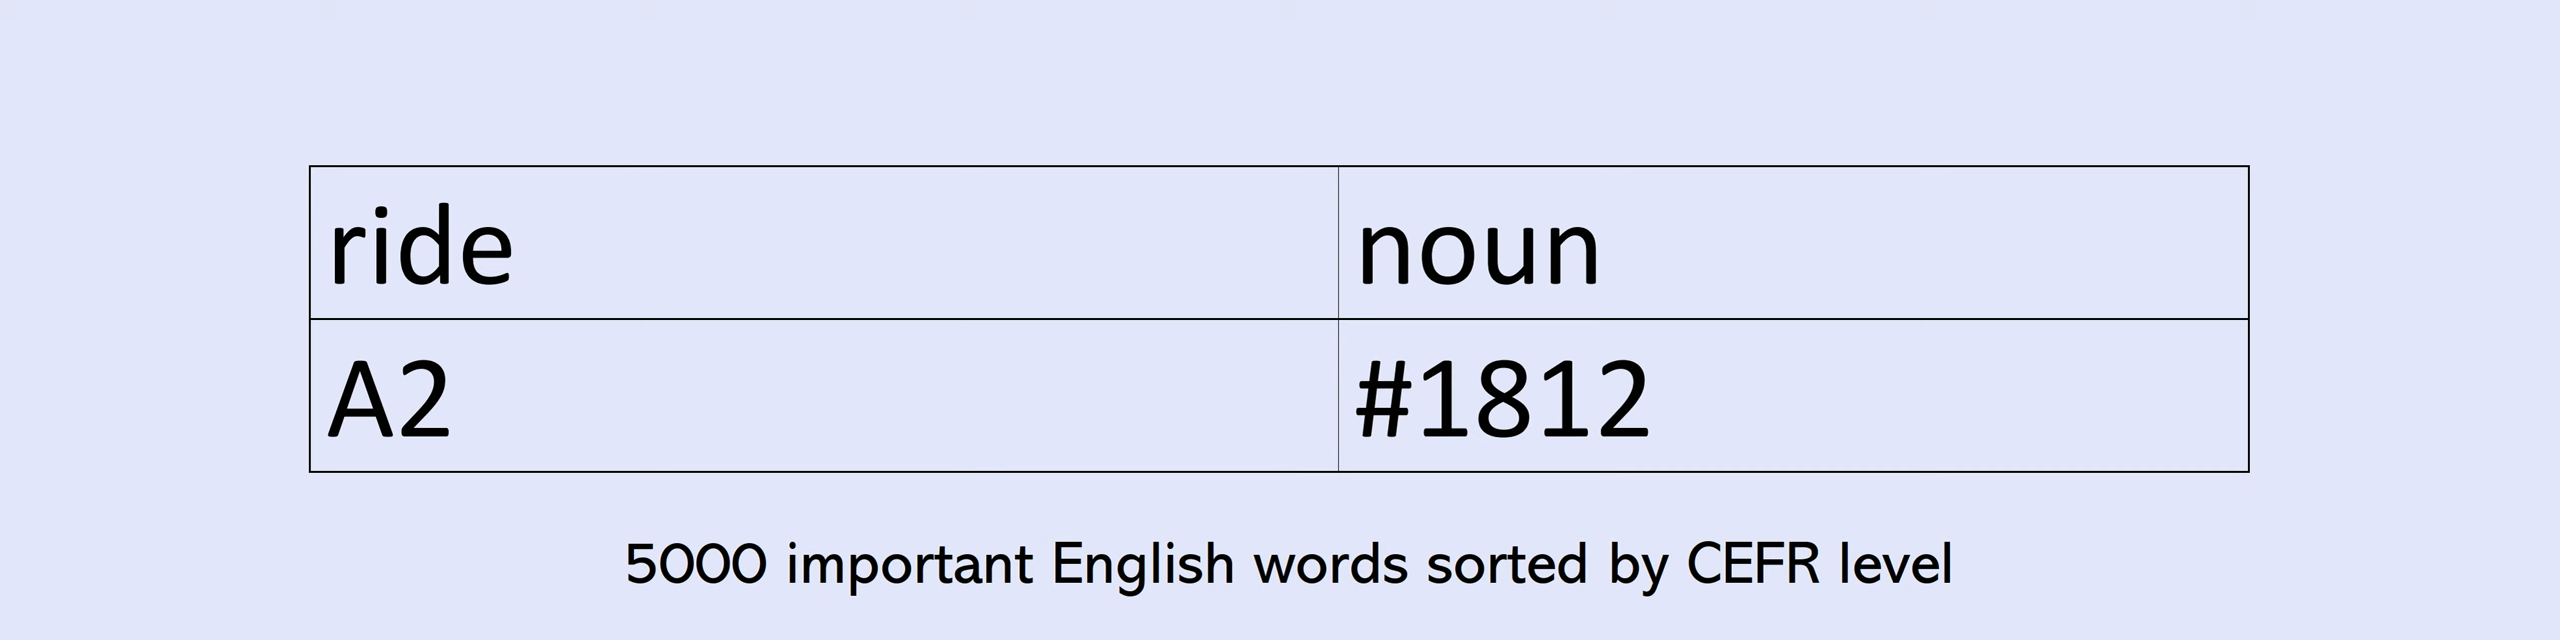 ride noun
A2 #1812
5000 important English words sorted by CEFR level